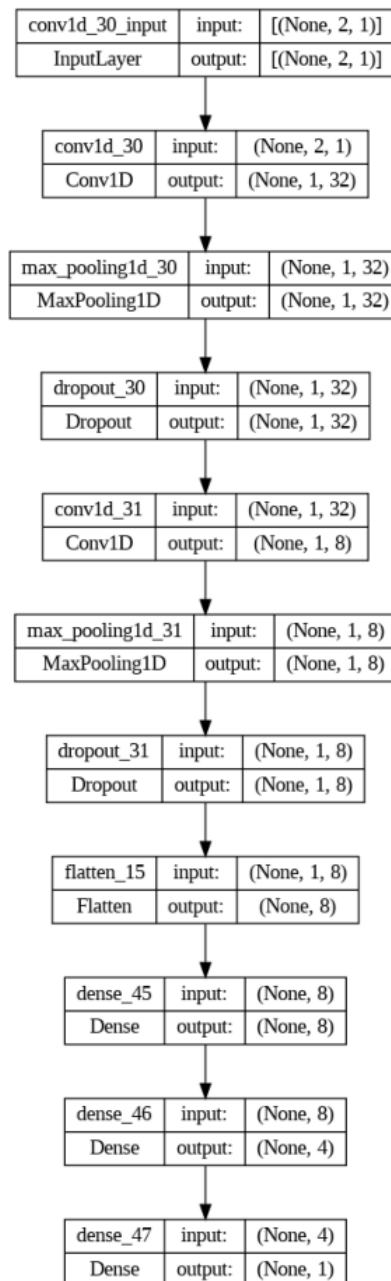 conv1d_30_input input: [(None, 2, 1)]
InputLayer output: [(None, 2, 1)]
conv1d_30 input: (None, 2, 1)
Conv1D output: (None, 1, 32)
max_pooling1d_30 input: (None, 1, 32)
MaxPooling1D output: (None, 1, 32)
dropout_30 input: (None, 1, 32)
Dropout output: (None, 1, 32)
conv1d_31 input: (None, 1, 32)
Conv1D output: (None, 1, 8)
max_pooling1d_31 input: (None, 1, 8)
MaxPooling1D output: (None, 1, 8)
dropout_31 input: (None, 1, 8)
Dropout output: (None, 1, 8)
flatten_15 input: (None, 1, 8)
Flatten output: (None, 8)
dense_45 input: (None, 8)
Dense output: (None, 8)
dense_46 input: (None, 8)
Dense output: (None, 4)
dense_47 input: (None, 4)
Dense output: (None, 1)